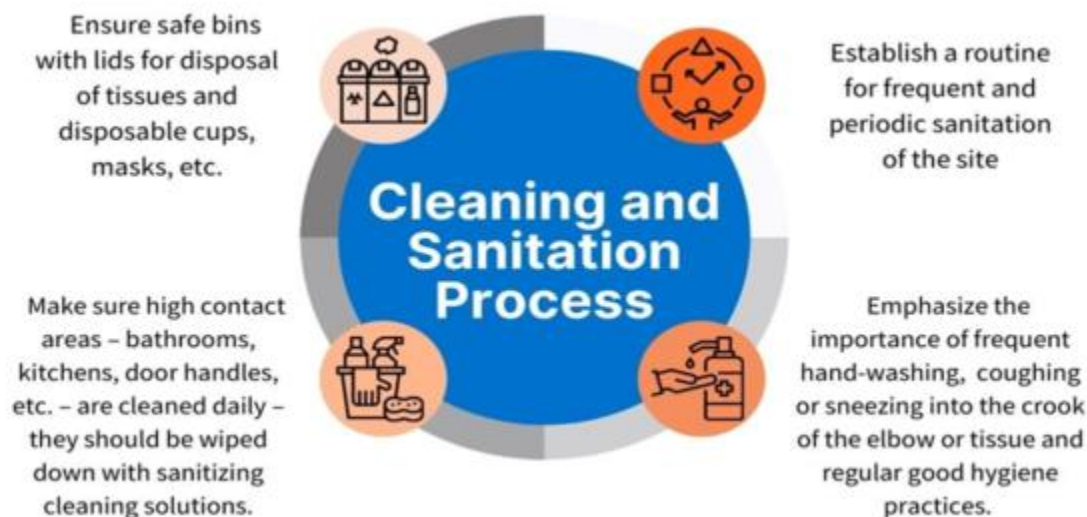 Ensure safe bins
with lids for disposal
of tissues and
disposable cups,
masks, etc.
Establish a routine
for frequent and
periodic sanitation
of the site
Cleaning and
Sanitation
Process
Make sure high contact
areas – bathrooms,
kitchens, door handles,
etc. – are cleaned daily –
they should be wiped
down with sanitizing
cleaning solutions.
Emphasize the
importance of frequent
hand-washing, coughing
or sneezing into the crook
of the elbow or tissue and
regular good hygiene
practices.